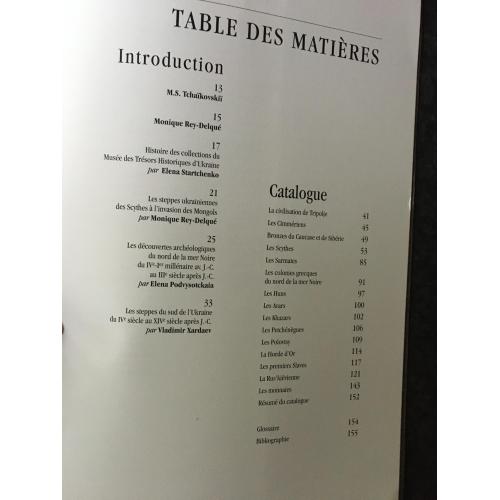 TABLE DES MATIÈRES
Introduction
13
M.S. Tchaïkovskiï
15
Monique Rey-Delqué
17
Histoire des collections du
Musée des Trésors Historiques d'Ukraine
par Elena Startchenko
21
Les steppes ukrainiennes
des Scythes à l'invasion des Mongols
par Monique Rey-Delqué
25
Les découvertes archéologiques
du nord de la mer Noire
du IVe-Ier millénaire av. J.-C.
au IIIe siècle après J.-C.
par Elena Podvysotckaia
33
Les steppes du sud de l'Ukraine
du IVe siècle au XIVe siècle après J.-C.
par Vladimir Xardaev
Catalogue
La civilisation de Tripolje 41
Les Cimmériens 45
Bronzes du Caucase et de Sibérie 49
Les Scythes 53
Les Sarmates 85
Les colonies grecques
du nord de la mer Noire 91
Les Huns 97
Les Avars 100
Les Khazars 102
Les Petchénègues 106
Les Polovtsy 109
La Horde d'Or 114
Les premiers Slaves 117
La Rus'kiévienne 121
Les monnaies 143
Résumé du catalogue 152
Glossaire 154
Bibliographie 155